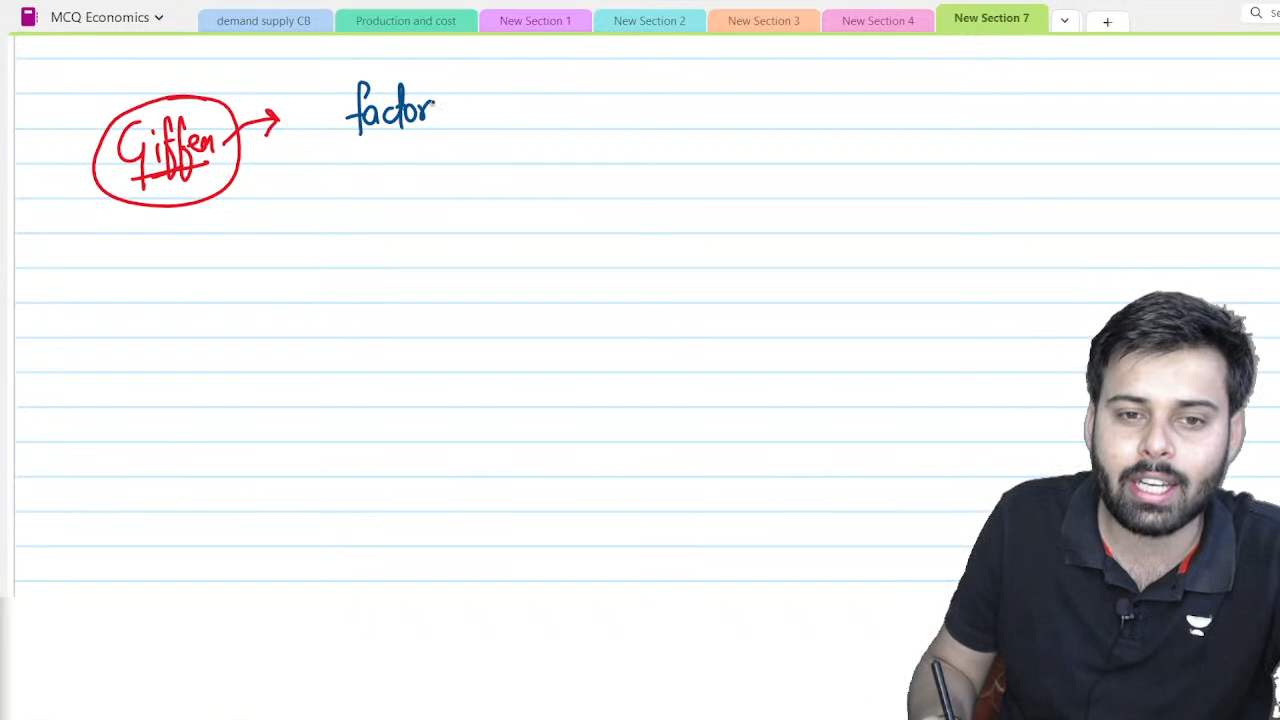 MCQ Economics
demand supply CB
Production and cost
New Section 1
New Section 2
New Section 3
New Section 4
New Section 7
+
Se
Giffen
factor